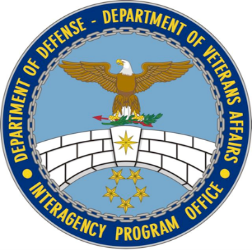 DEPARTMENT OF DEFENSE - DEPARTMENT OF VETERANS AFFAIRS
INTERAGENCY PROGRAM OFFICE